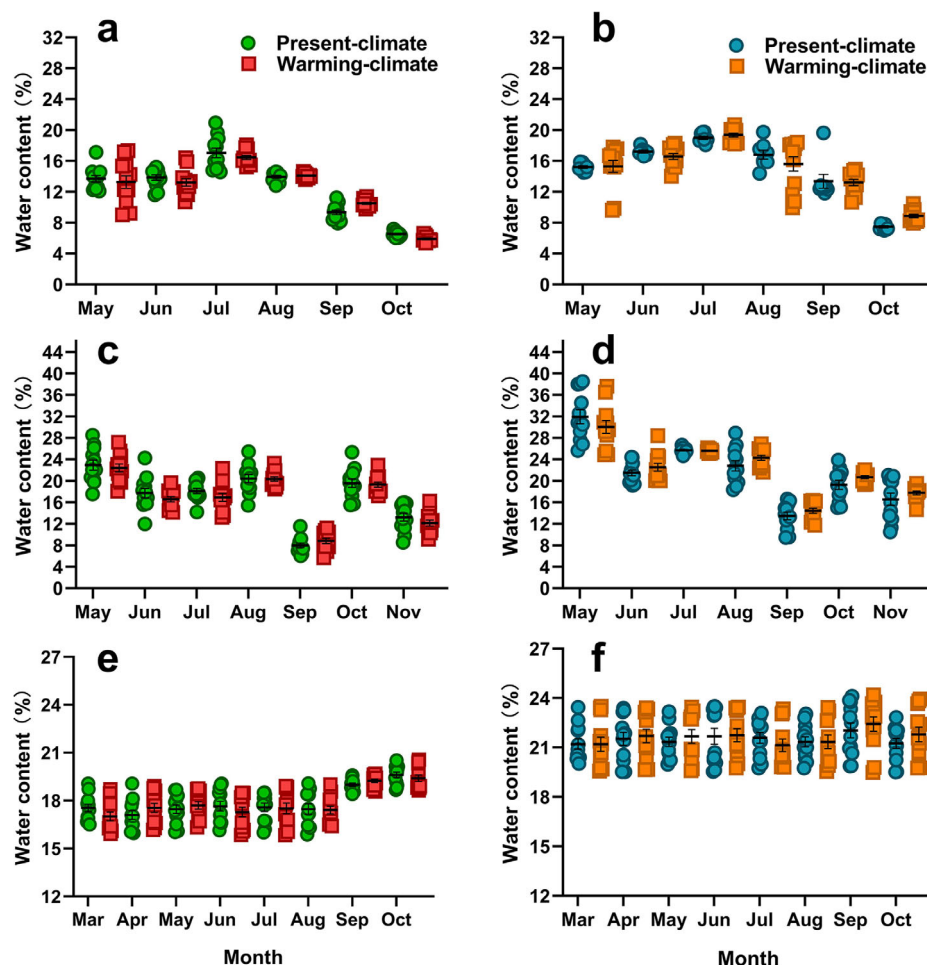 a
Present-climate
Warming-climate
Water content (%)
32
28
24
20
16
12
8
4
0
May Jun Jul Aug Sep Oct
b
Present-climate
Warming-climate
Water content (%)
32
28
24
20
16
12
8
4
0
May Jun Jul Aug Sep Oct
c
Water content (%)
44
40
36
32
28
24
20
16
12
8
4
0
May Jun Jul Aug Sep Oct Nov
d
Water content (%)
44
40
36
32
28
24
20
16
12
8
4
0
May Jun Jul Aug Sep Oct Nov
e
Water content (%)
27
24
21
18
15
12
Mar Apr May Jun Jul Aug Sep Oct
Month
f
Water content (%)
27
24
21
18
15
12
Mar Apr May Jun Jul Aug Sep Oct
Month